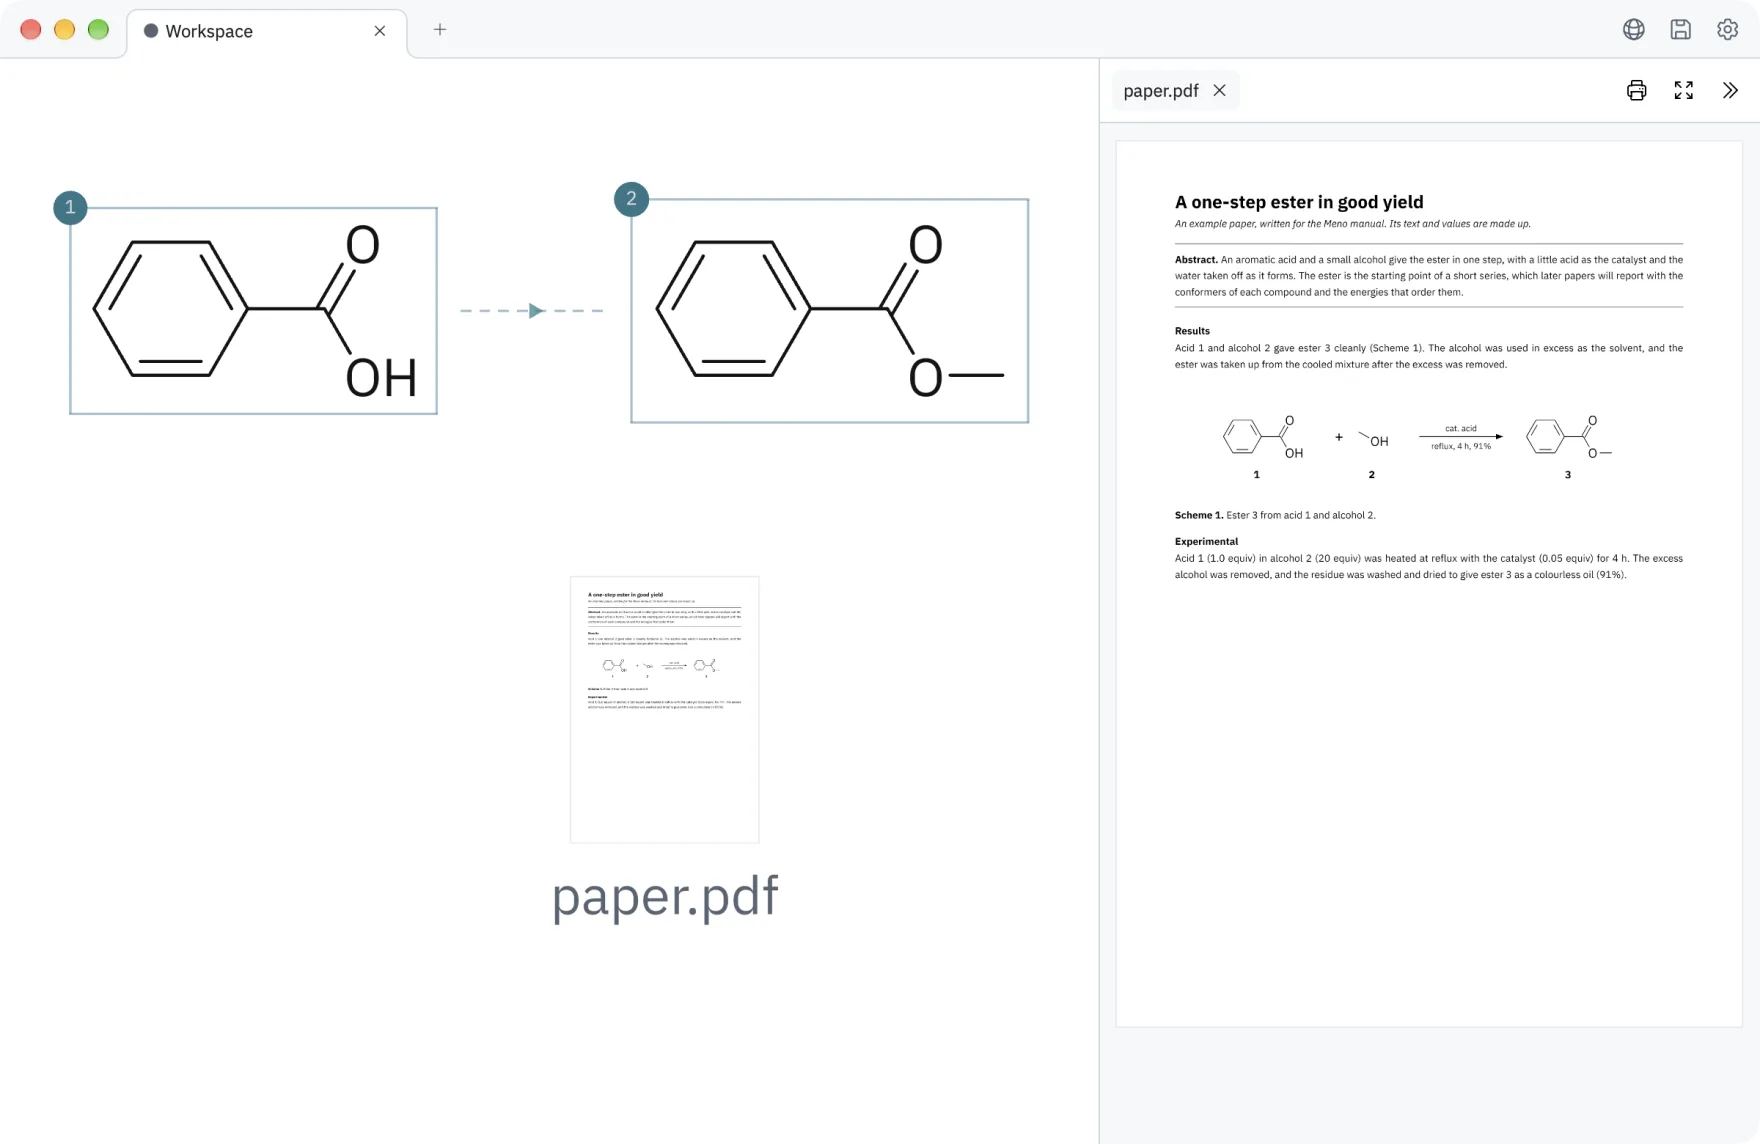 Workspace
paper.pdf
1
2
O
OH
O
O
A one-step ester in good yield
An example paper, written for the Meno manual. Its text and values are made up.
Abstract. An aromatic acid and a small alcohol give the ester in one step, with a little acid as the catalyst and the
water taken off as it forms. The ester is the starting point of a short series, which later papers will report with the
conformers of each compound and the energies that order them.
Results
Acid 1 and alcohol 2 gave ester 3 cleanly (Scheme 1). The alcohol was used in excess as the solvent, and the
ester was taken up from the cooled mixture after the excess was removed.
O
OH
+
OH
cat. acid
reflux, 4 h, 91%
O
O
1
2
3
Scheme 1. Ester 3 from acid 1 and alcohol 2.
Experimental
Acid 1 (1.0 equiv) in alcohol 2 (20 equiv) was heated at reflux with the catalyst (0.05 equiv) for 4 h. The excess
alcohol was removed, and the residue was washed and dried to give ester 3 as a colourless oil (91%).
A one-step ester in good yield
paper.pdf